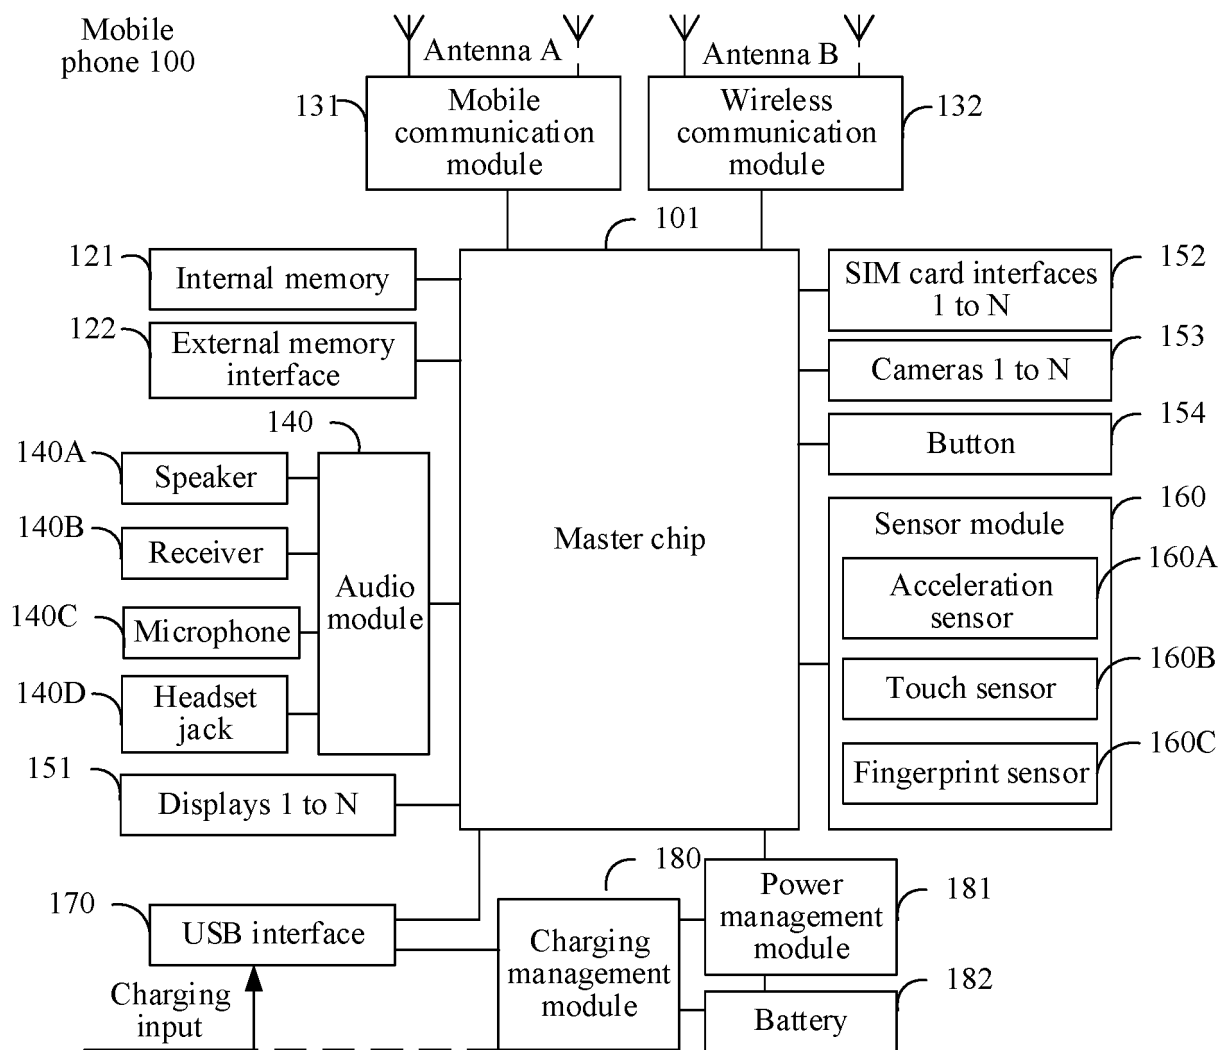 Mobile
phone 100
Antenna A
Antenna B
131
Mobile
communication
module
Wireless
communication
module
132
101
121
Internal memory
122
External memory
interface
SIM card interfaces
1 to N
152
Cameras 1 to N
153
Button
154
140
140A
Speaker
140B
Receiver
140C
Microphone
140D
Headset
jack
Audio
module
Master chip
Sensor module
160
Acceleration
sensor
160A
Touch sensor
160B
Fingerprint sensor
160C
151
Displays 1 to N
170
USB interface
Charging
input
180
Charging
management
module
Power
management
module
181
Battery
182